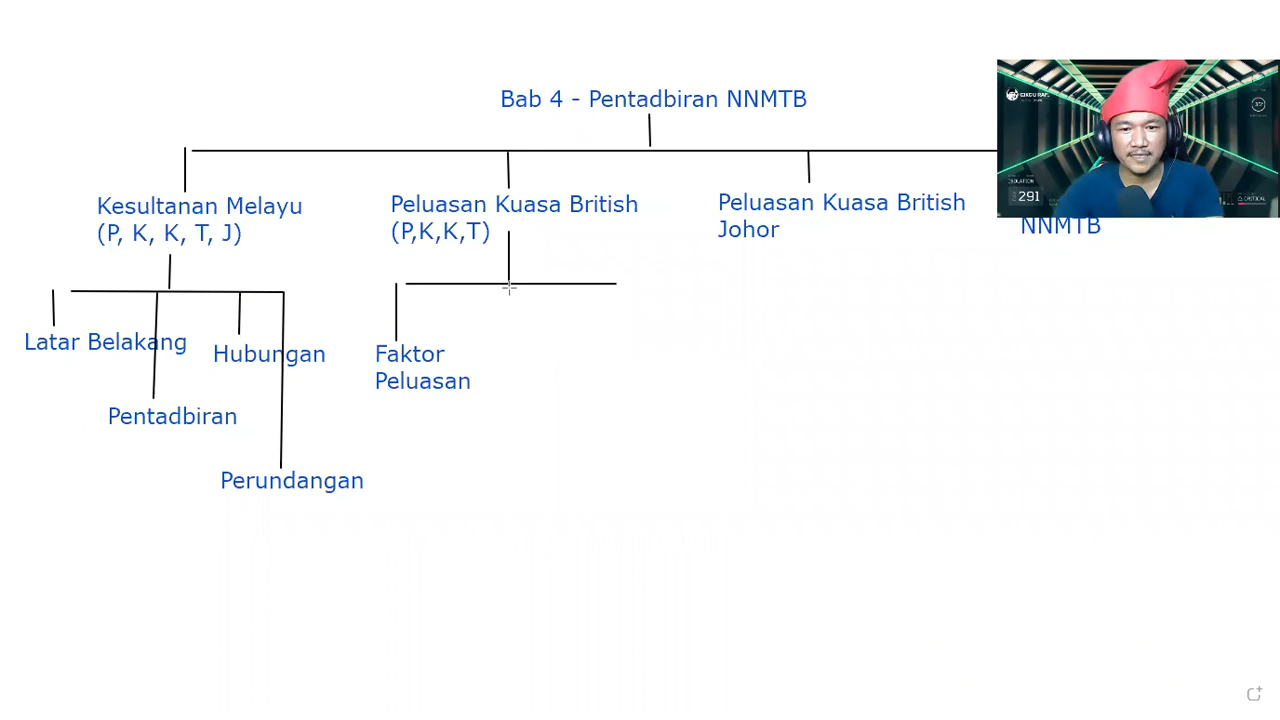 Bab 4 - Pentadbiran NNMTB
Kesultanan Melayu
(P, K, K, T, J)
Peluasan Kuasa British
(P,K,K,T)
Peluasan Kuasa British
Johor
NNMTB
Latar Belakang
Hubungan
Pentadbiran
Perundangan
Faktor
Peluasan
291